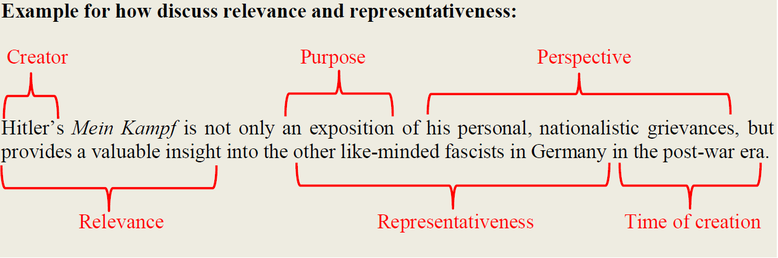 Example for how discuss relevance and representativeness:
Creator Purpose Perspective
Hitler's Mein Kampf is not only an exposition of his personal, nationalistic grievances, but
provides a valuable insight into the other like-minded fascists in Germany in the post-war era.
Relevance Representativeness Time of creation